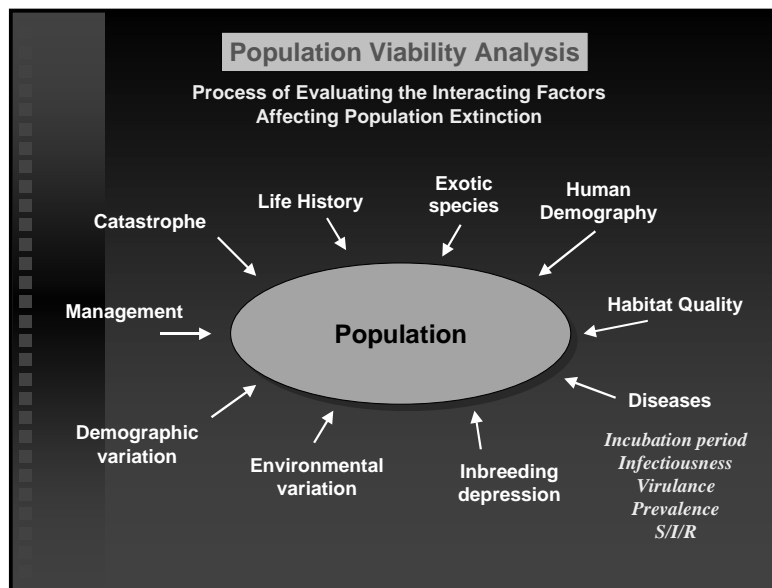 Population Viability Analysis
Process of Evaluating the Interacting Factors
Affecting Population Extinction
Catastrophe
Life History
Exotic
species
Human
Demography
Management
Population
Habitat Quality
Demographic
variation
Environmental
variation
Inbreeding
depression
Diseases
Incubation period
Infectiousness
Virulance
Prevalence
S/I/R